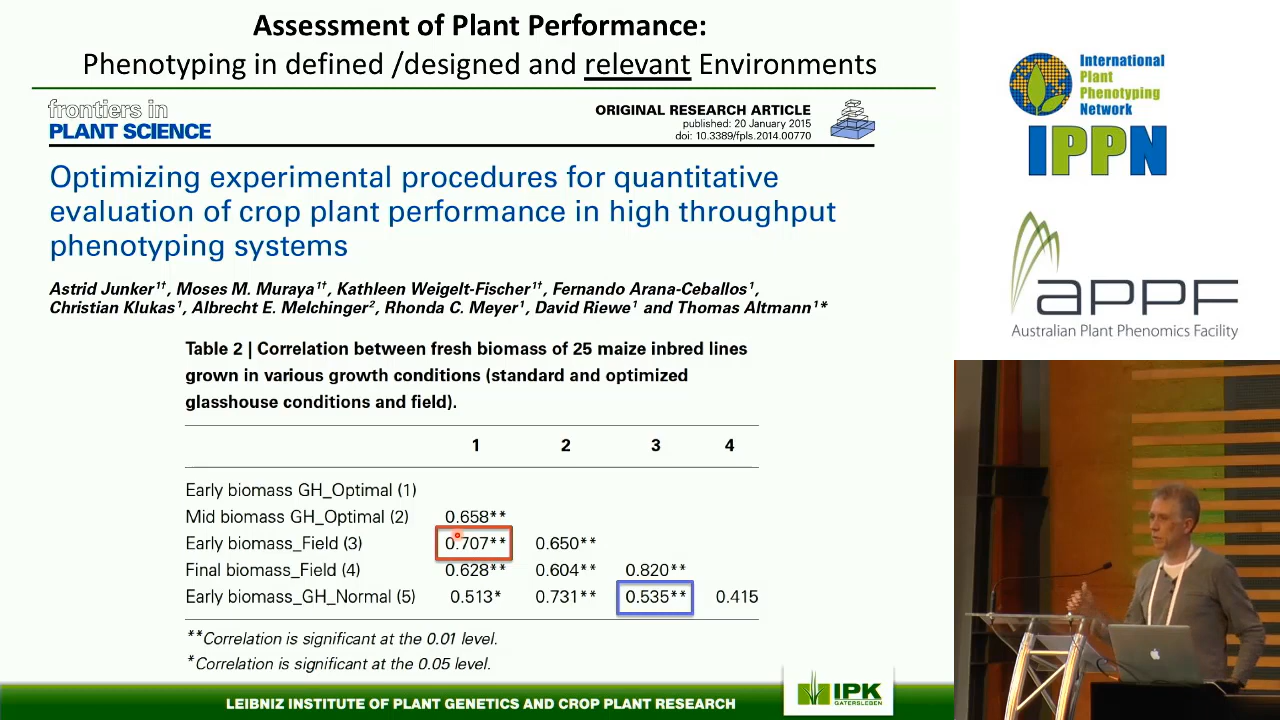 Assessment of Plant Performance:
Phenotyping in defined /designed and relevant Environments
frontiers in
PLANT SCIENCE
ORIGINAL RESEARCH ARTICLE
published: 20 January 2015
doi: 10.3389/fpls.2014.00770
Optimizing experimental procedures for quantitative
evaluation of crop plant performance in high throughput
phenotyping systems
Astrid Junker¹†, Moses M. Muraya¹†, Kathleen Weigelt-Fischer¹†, Fernando Arana-Ceballos¹,
Christian Klukas¹, Albrecht E. Melchinger², Rhonda C. Meyer¹, David Riewe¹ and Thomas Altmann¹*
Table 2 | Correlation between fresh biomass of 25 maize inbred lines
grown in various growth conditions (standard and optimized
glasshouse conditions and field).
1 2 3 4
Early biomass GH_Optimal (1)
Mid biomass GH_Optimal (2) 0.658**
Early biomass_Field (3) 0.707** 0.650**
Final biomass_Field (4) 0.628** 0.604** 0.820**
Early biomass_GH_Normal (5) 0.513* 0.731** 0.535** 0.415
**Correlation is significant at the 0.01 level.
*Correlation is significant at the 0.05 level.
LEIBNIZ INSTITUTE OF PLANT GENETICS AND CROP PLANT RESEARCH
IPK
GATERSLEBEN
International
Plant
Phenotyping
Network
IPPN
APPF
Australian Plant Phenomics Facility